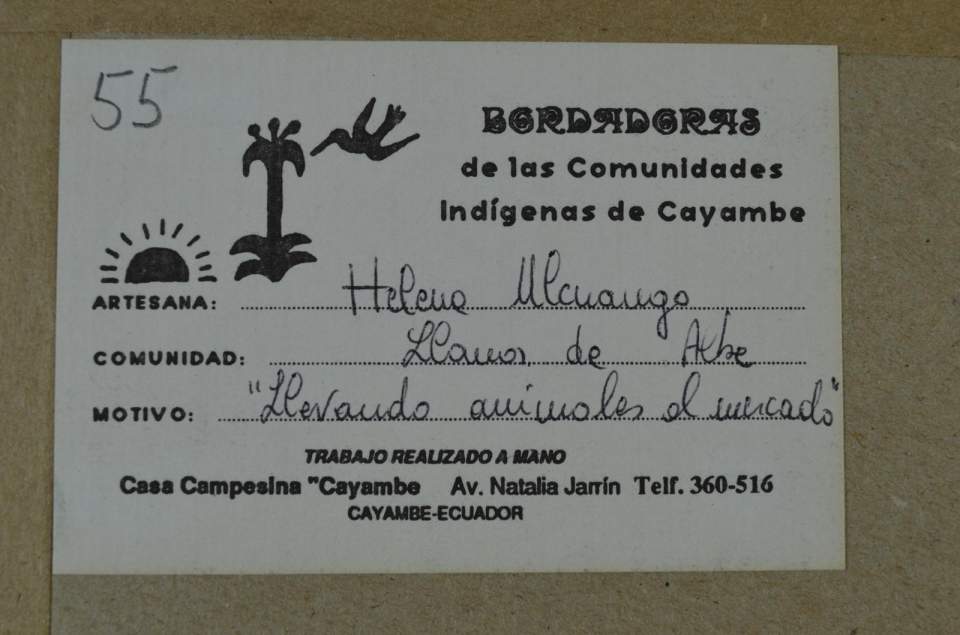 55
BORDADORAS
de las Comunidades
Indígenas de Cayambe
ARTESANA: Helena Ulcuango
COMUNIDAD: Llanos de Albe
MOTIVO: "Llevando animales al mercado"
TRABAJO REALIZADO A MANO
Casa Campesina "Cayambe Av. Natalia Jarrín Telf. 360-516
CAYAMBE-ECUADOR